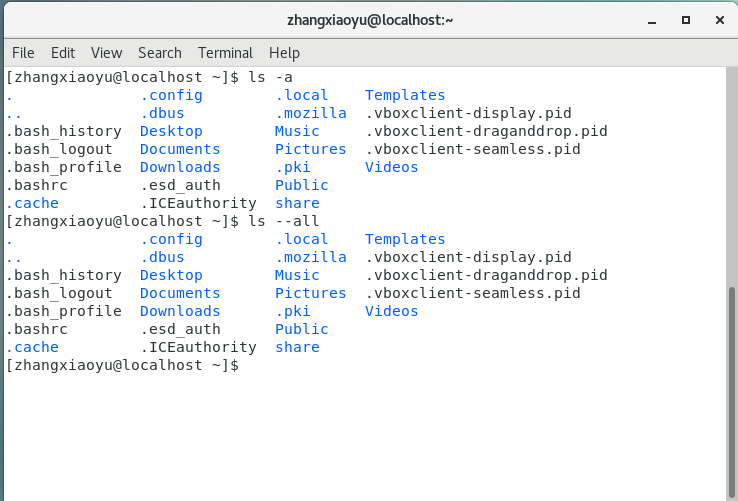 zhangxiaoyu@localhost:~
File Edit View Search Terminal Help
[zhangxiaoyu@localhost ~]$ ls -a
. .config .local Templates
.. .dbus .mozilla .vboxclient-display.pid
.bash_history Desktop Music .vboxclient-draganddrop.pid
.bash_logout Documents Pictures .vboxclient-seamless.pid
.bash_profile Downloads .pki Videos
.bashrc .esd_auth Public
.cache .ICEauthority share
[zhangxiaoyu@localhost ~]$ ls --all
. .config .local Templates
.. .dbus .mozilla .vboxclient-display.pid
.bash_history Desktop Music .vboxclient-draganddrop.pid
.bash_logout Documents Pictures .vboxclient-seamless.pid
.bash_profile Downloads .pki Videos
.bashrc .esd_auth Public
.cache .ICEauthority share
[zhangxiaoyu@localhost ~]$